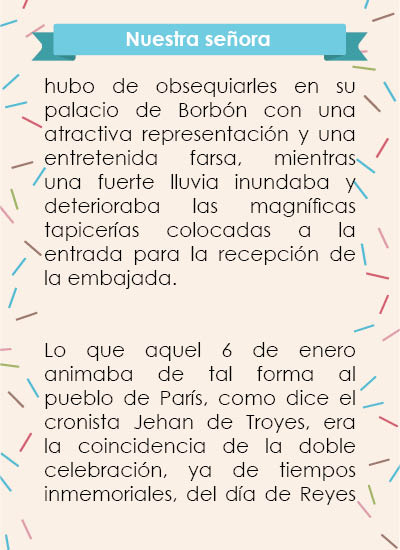 Nuestra señora
hubo de obsequiarles en su
palacio de Borbón con una
atractiva representación y una
entretenida farsa, mientras
una fuerte lluvia inundaba y
deterioraba las magníficas
tapicerías colocadas a la
entrada para la recepción de
la embajada.
Lo que aquel 6 de enero
animaba de tal forma al
pueblo de París, como dice el
cronista Jehan de Troyes, era
la coincidencia de la doble
celebración, ya de tiempos
inmemoriales, del día de Reyes